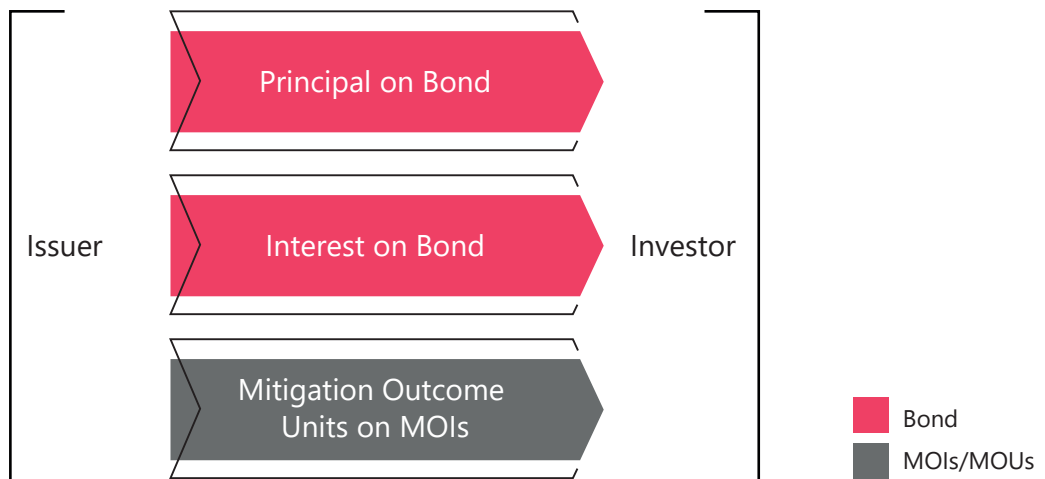 Principal on Bond
Issuer
Interest on Bond
Investor
Mitigation Outcome
Units on MOIs
Bond
MOIs/MOUs